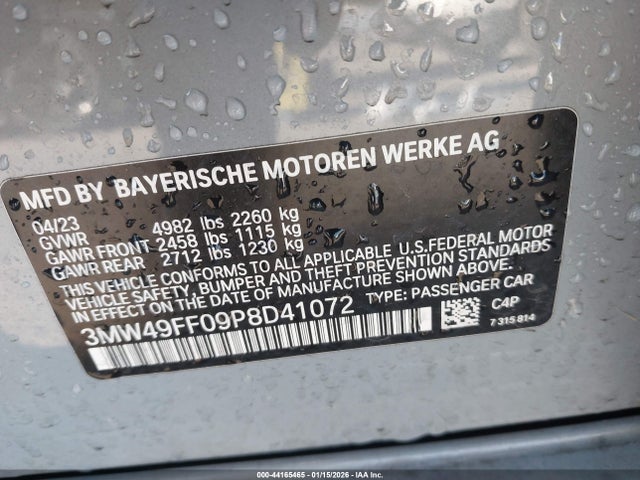 MFD BY BAYERISCHE MOTOREN WERKE AG
04/23 4982 lbs 2260 kg
GVWR
GAWR FRONT 2458 lbs 1115 kg
GAWR REAR 2712 lbs 1230 kg
THIS VEHICLE CONFORMS TO ALL APPLICABLE U.S.FEDERAL MOTOR
VEHICLE SAFETY, BUMPER AND THEFT PREVENTION STANDARDS
IN EFFECT ON THE DATE OF MANUFACTURE SHOWN ABOVE.
3MW49FF09P8D41072 TYPE: PASSENGER CAR
C4P
7 315 814
000-44165465 - 01/15/2026 - © IAA Inc.